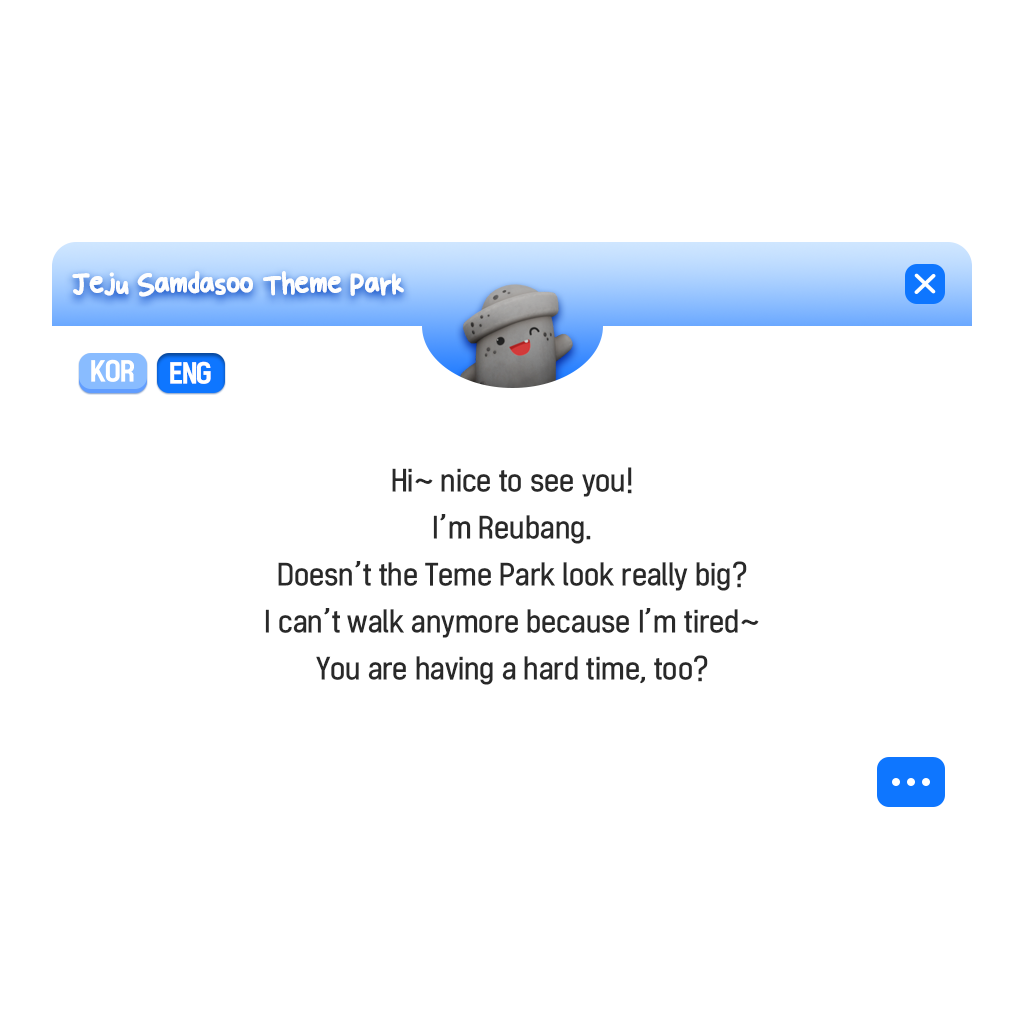 Jeju Samdasoo Theme Park
KOR ENG
Hi~ nice to see you!
I'm Reubang.
Doesn't the Teme Park look really big?
I can't walk anymore because I'm tired~
You are having a hard time, too?